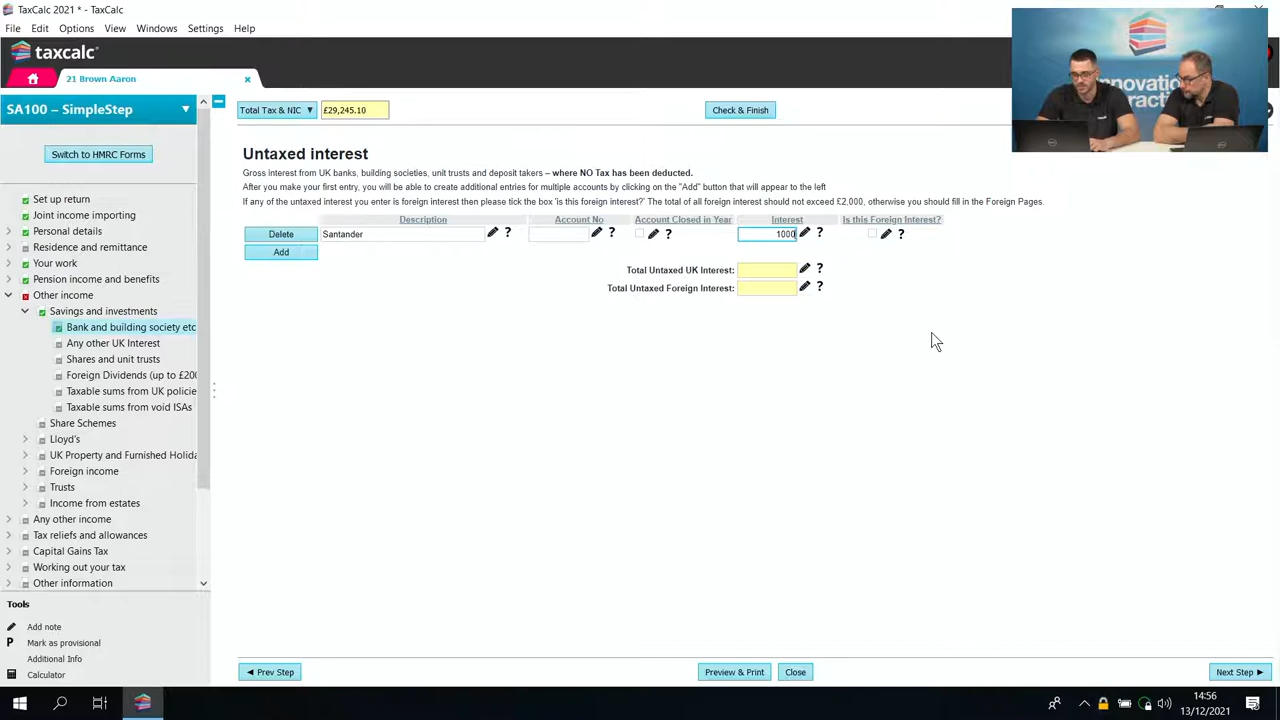 TaxCalc 2021 * - TaxCalc
File Edit Options View Windows Settings Help
taxcalc
21 Brown Aaron
SA100 – SimpleStep
Total Tax & NIC £29,245.10 Check & Finish
Switch to HMRC Forms
Untaxed interest
Gross interest from UK banks, building societies, unit trusts and deposit takers – where NO Tax has been deducted.
After you make your first entry, you will be able to create additional entries for multiple accounts by clicking on the "Add" button that will appear to the left
If any of the untaxed interest you enter is foreign interest then please tick the box 'is this foreign interest?' The total of all foreign interest should not exceed £2,000, otherwise you should fill in the Foreign Pages.
Description Account No Account Closed in Year Interest Is this Foreign Interest?
Delete Santander ? ? ? 1000 ? ?
Add
Total Untaxed UK Interest: ?
Total Untaxed Foreign Interest: ?
Set up return
Joint income importing
Personal details
Residence and remittance
Your work
Pension income and benefits
Other income
Savings and investments
Bank and building society etc
Any other UK Interest
Shares and unit trusts
Foreign Dividends (up to £200
Taxable sums from UK policie
Taxable sums from void ISAs
Share Schemes
Lloyd's
UK Property and Furnished Holida
Foreign income
Trusts
Income from estates
Any other income
Tax reliefs and allowances
Capital Gains Tax
Working out your tax
Other information
Tools
Add note
P Mark as provisional
Additional Info
Calculator
Prev Step Preview & Print Close Next Step
14:56
13/12/2021